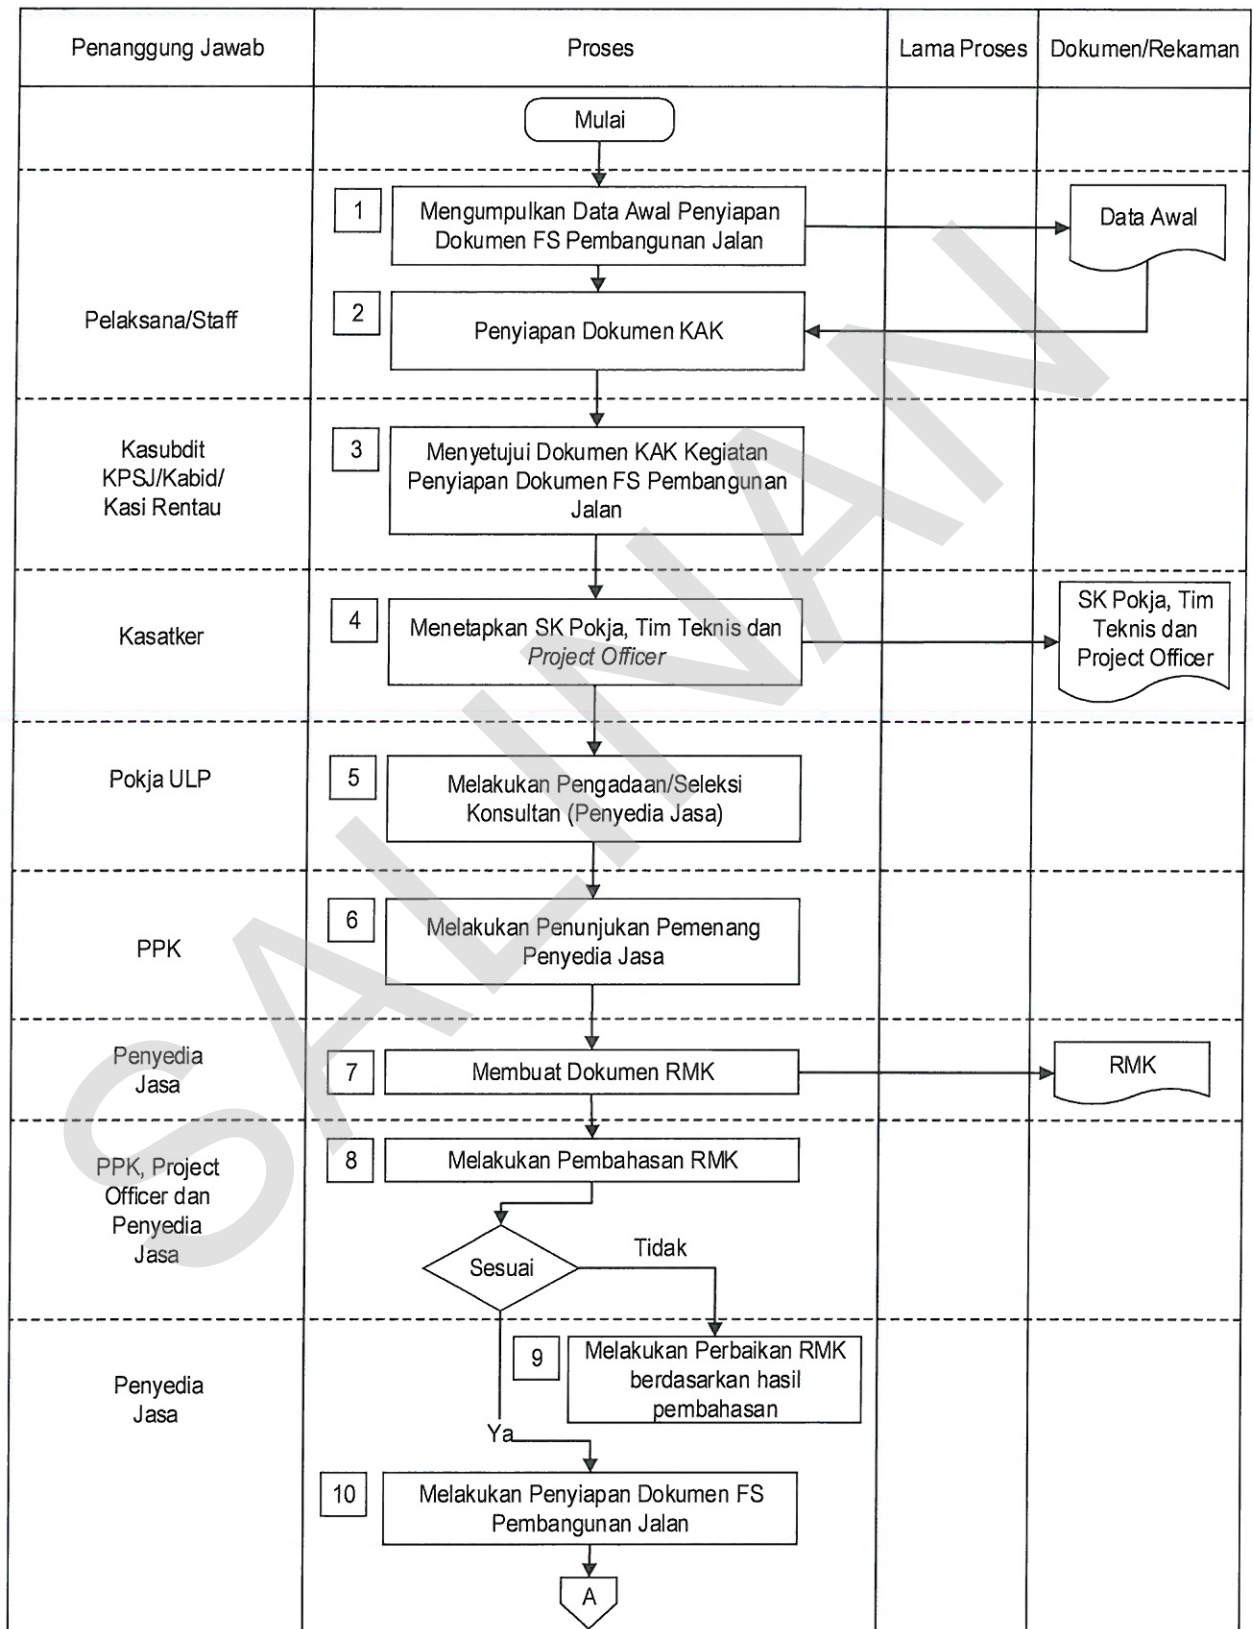 Penanggung Jawab
Proses
Lama Proses
Dokumen/Rekaman
Mulai
Pelaksana/Staff
1
Mengumpulkan Data Awal Penyiapan
Dokumen FS Pembangunan Jalan
Data Awal
2
Penyiapan Dokumen KAK
Kasubdit
KPSJ/Kabid/
Kasi Rentau
3
Menyetujui Dokumen KAK Kegiatan
Penyiapan Dokumen FS Pembangunan
Jalan
Kasatker
4
Menetapkan SK Pokja, Tim Teknis dan
Project Officer
SK Pokja, Tim
Teknis dan
Project Officer
Pokja ULP
5
Melakukan Pengadaan/Seleksi
Konsultan (Penyedia Jasa)
PPK
6
Melakukan Penunjukan Pemenang
Penyedia Jasa
Penyedia
Jasa
7
Membuat Dokumen RMK
RMK
PPK, Project
Officer dan
Penyedia
Jasa
8
Melakukan Pembahasan RMK
Sesuai
Tidak
Penyedia
Jasa
9
Melakukan Perbaikan RMK
berdasarkan hasil
pembahasan
Ya
10
Melakukan Penyiapan Dokumen FS
Pembangunan Jalan
A
SALINAN